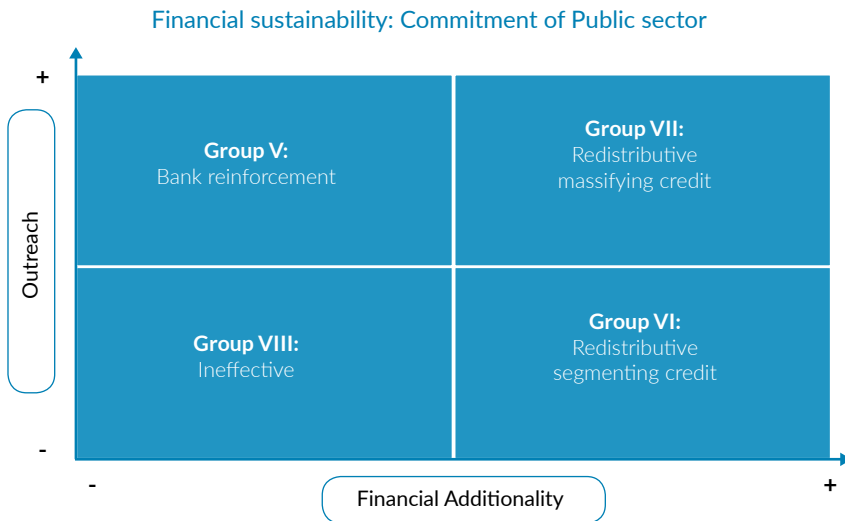 Financial sustainability: Commitment of Public sector
+
Outreach
-
Group V:
Bank reinforcement
Group VII:
Redistributive
massifying credit
Group VIII:
Ineffective
Group VI:
Redistributive
segmenting credit
-
Financial Additionality
+